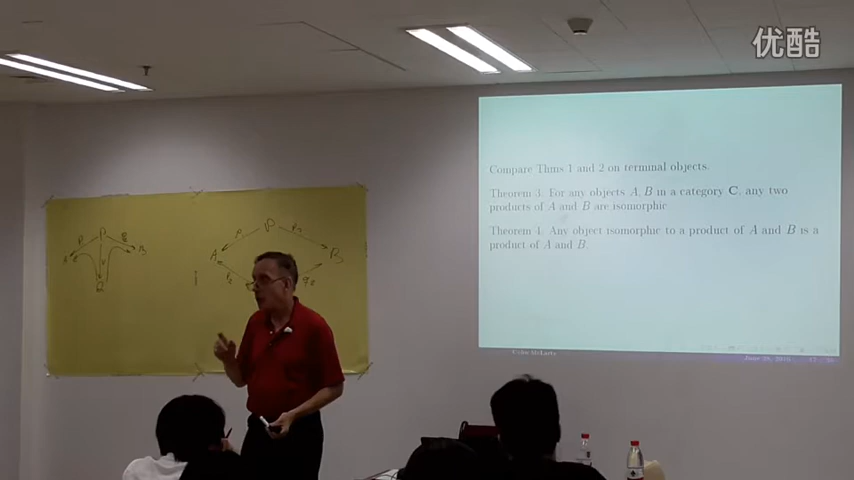 优酷
Compare Thms 1 and 2 on terminal objects.
Theorem 3. For any objects A, B in a category C, any two
products of A and B are isomorphic
Theorem 4. Any object isomorphic to a product of A and B is a
product of A and B.
P
P
A
B
A
B
Q